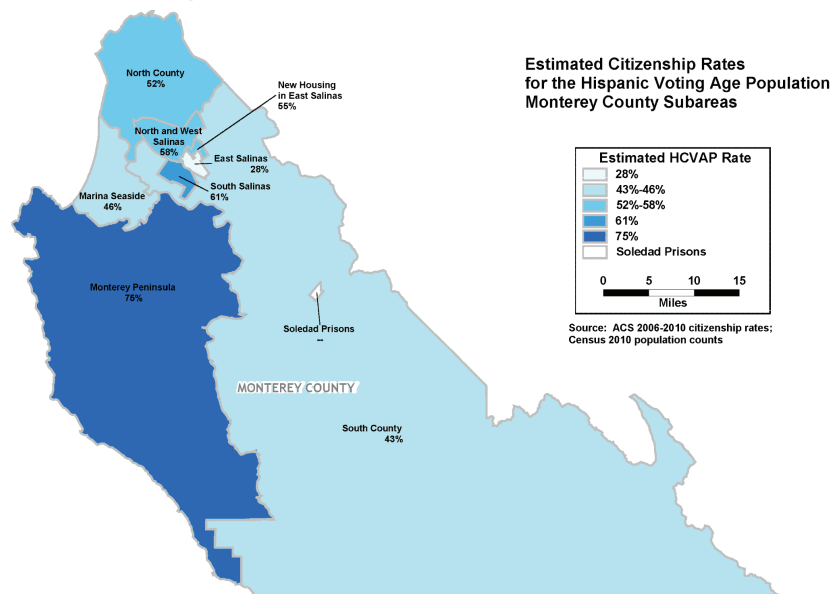 Estimated Citizenship Rates
for the Hispanic Voting Age Population
Monterey County Subareas
North County
52%
New Housing
in East Salinas
55%
North and West
Salinas
58%
East Salinas
28%
South Salinas
61%
Marina Seaside
46%
Monterey Peninsula
75%
Soledad Prisons
--
MONTEREY COUNTY
South County
43%
Estimated HCVAP Rate
28%
43%-46%
52%-58%
61%
75%
Soledad Prisons
0 5 10 15
Miles
Source: ACS 2006-2010 citizenship rates;
Census 2010 population counts